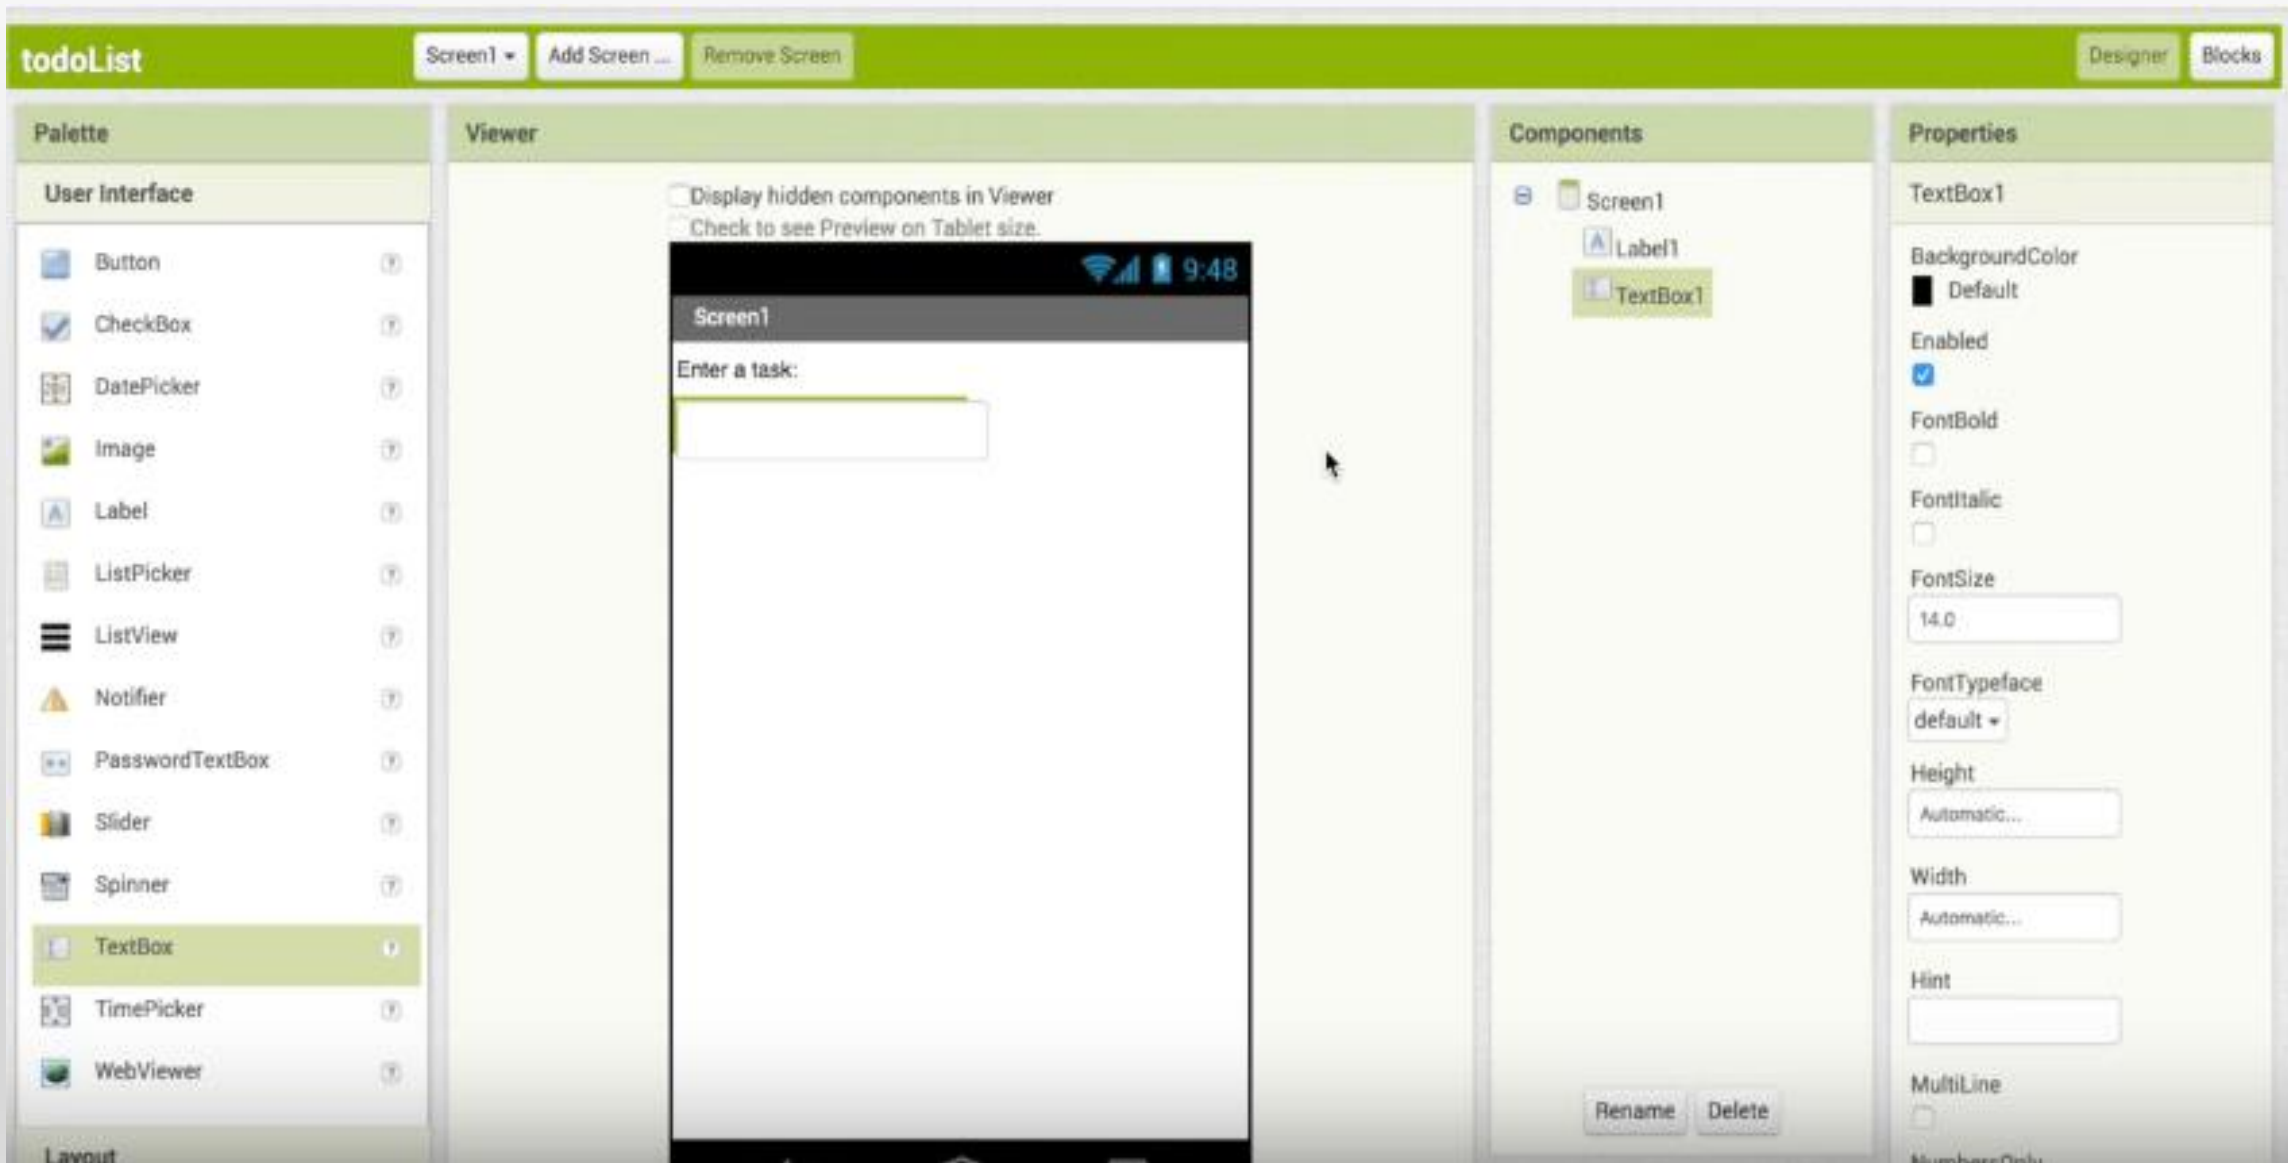 todoList
Screen1
Add Screen ...
Remove Screen
Designer
Blocks
Palette
User Interface
Button
CheckBox
DatePicker
Image
Label
ListPicker
ListView
Notifier
PasswordTextBox
Slider
Spinner
TextBox
TimePicker
WebViewer
Layout
Viewer
Display hidden components in Viewer
Check to see Preview on Tablet size.
9:48
Screen1
Enter a task:
Components
Screen1
Label1
TextBox1
Rename
Delete
Properties
TextBox1
BackgroundColor
Default
Enabled
FontBold
FontItalic
FontSize
14.0
FontTypeface
default
Height
Automatic...
Width
Automatic...
Hint
MultiLine
NumbersOnly